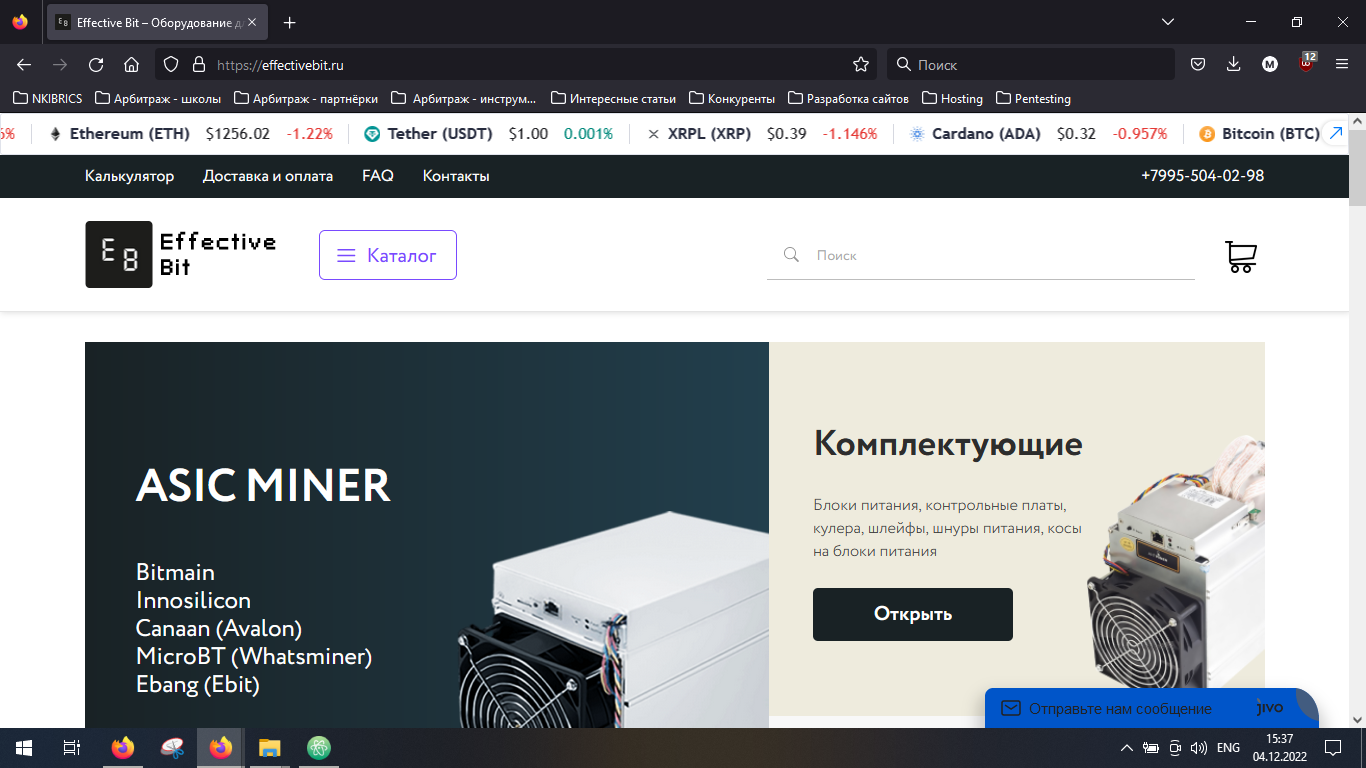 Effective Bit – Оборудование д
https://effectivebit.ru
Поиск
M
12
NKIBRICS
Арбитраж - школы
Арбитраж - партнёрки
Арбитраж - инструм...
Интересные статьи
Конкуренты
Разработка сайтов
Hosting
Pentesting
Ethereum (ETH) $1256.02 -1.22%
Tether (USDT) $1.00 0.001%
XRPL (XRP) $0.39 -1.146%
Cardano (ADA) $0.32 -0.957%
Bitcoin (BTC)
Калькулятор
Доставка и оплата
FAQ
Контакты
+7995-504-02-98
E8
Effective
Bit
Каталог
Поиск
ASIC MINER
Bitmain
Innosilicon
Canaan (Avalon)
MicroBT (Whatsminer)
Ebang (Ebit)
Комплектующие
Блоки питания, контрольные платы,
кулера, шлейфы, шнуры питания, косы
на блоки питания
Открыть
Отправьте нам сообщение
jivo
ENG
15:37
04.12.2022